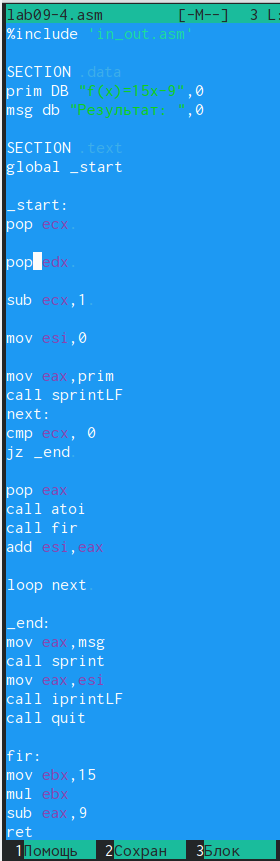 lab09-4.asm [-M--] 3 L:
%include 'in_out.asm'
SECTION .data
prim DB "f(x)=15x-9",0
msg db "Результат: ",0
SECTION .text
global _start
_start:
pop ecx
pop edx
sub ecx,1
mov esi,0
mov eax,prim
call sprintLF
next:
cmp ecx, 0
jz _end
pop eax
call atoi
call fir
add esi,eax
loop next
_end:
mov eax,msg
call sprint
mov eax,esi
call iprintLF
call quit
fir:
mov ebx,15
mul ebx
sub eax,9
ret
1Помощь 2Сохран 3Блок